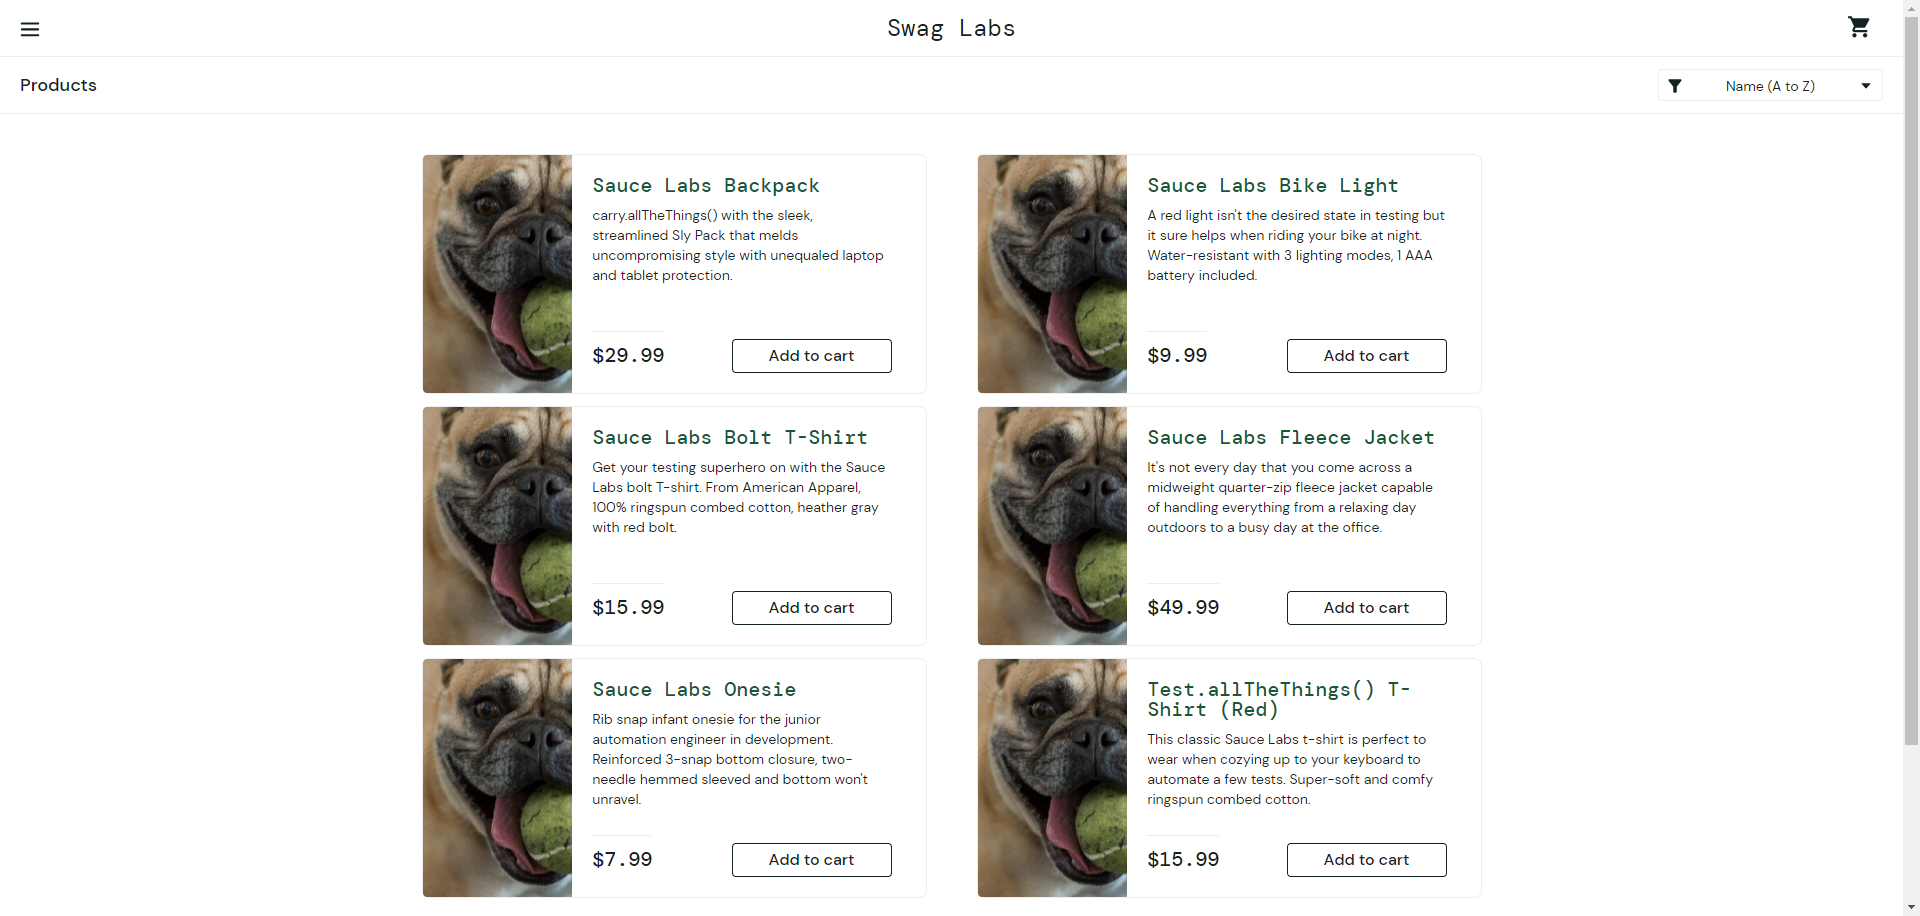 Swag Labs
Products
Name (A to Z)
Sauce Labs Backpack
carry.allTheThings() with the sleek,
streamlined Sly Pack that melds
uncompromising style with unequaled laptop
and tablet protection.
$29.99
Add to cart
Sauce Labs Bike Light
A red light isn't the desired state in testing but
it sure helps when riding your bike at night.
Water-resistant with 3 lighting modes, 1 AAA
battery included.
$9.99
Add to cart
Sauce Labs Bolt T-Shirt
Get your testing superhero on with the Sauce
Labs bolt T-shirt. From American Apparel,
100% ringspun combed cotton, heather gray
with red bolt.
$15.99
Add to cart
Sauce Labs Fleece Jacket
It's not every day that you come across a
midweight quarter-zip fleece jacket capable
of handling everything from a relaxing day
outdoors to a busy day at the office.
$49.99
Add to cart
Sauce Labs Onesie
Rib snap infant onesie for the junior
automation engineer in development.
Reinforced 3-snap bottom closure, two-
needle hemmed sleeved and bottom won't
unravel.
$7.99
Add to cart
Test.allTheThings() T-
Shirt (Red)
This classic Sauce Labs t-shirt is perfect to
wear when cozying up to your keyboard to
automate a few tests. Super-soft and comfy
ringspun combed cotton.
$15.99
Add to cart